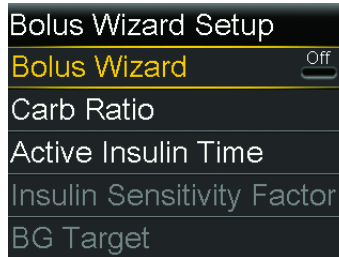 Bolus Wizard Setup
Bolus Wizard Off
Carb Ratio
Active Insulin Time
Insulin Sensitivity Factor
BG Target